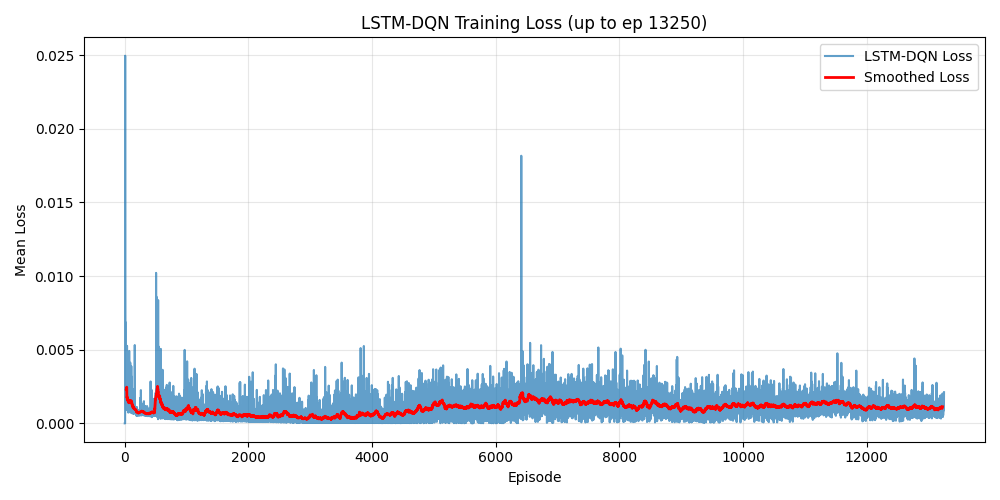 LSTM-DQN Training Loss (up to ep 13250)
LSTM-DQN Loss
Smoothed Loss
Mean Loss
0.025
0.020
0.015
0.010
0.005
0.000
0 2000 4000 6000 8000 10000 12000
Episode